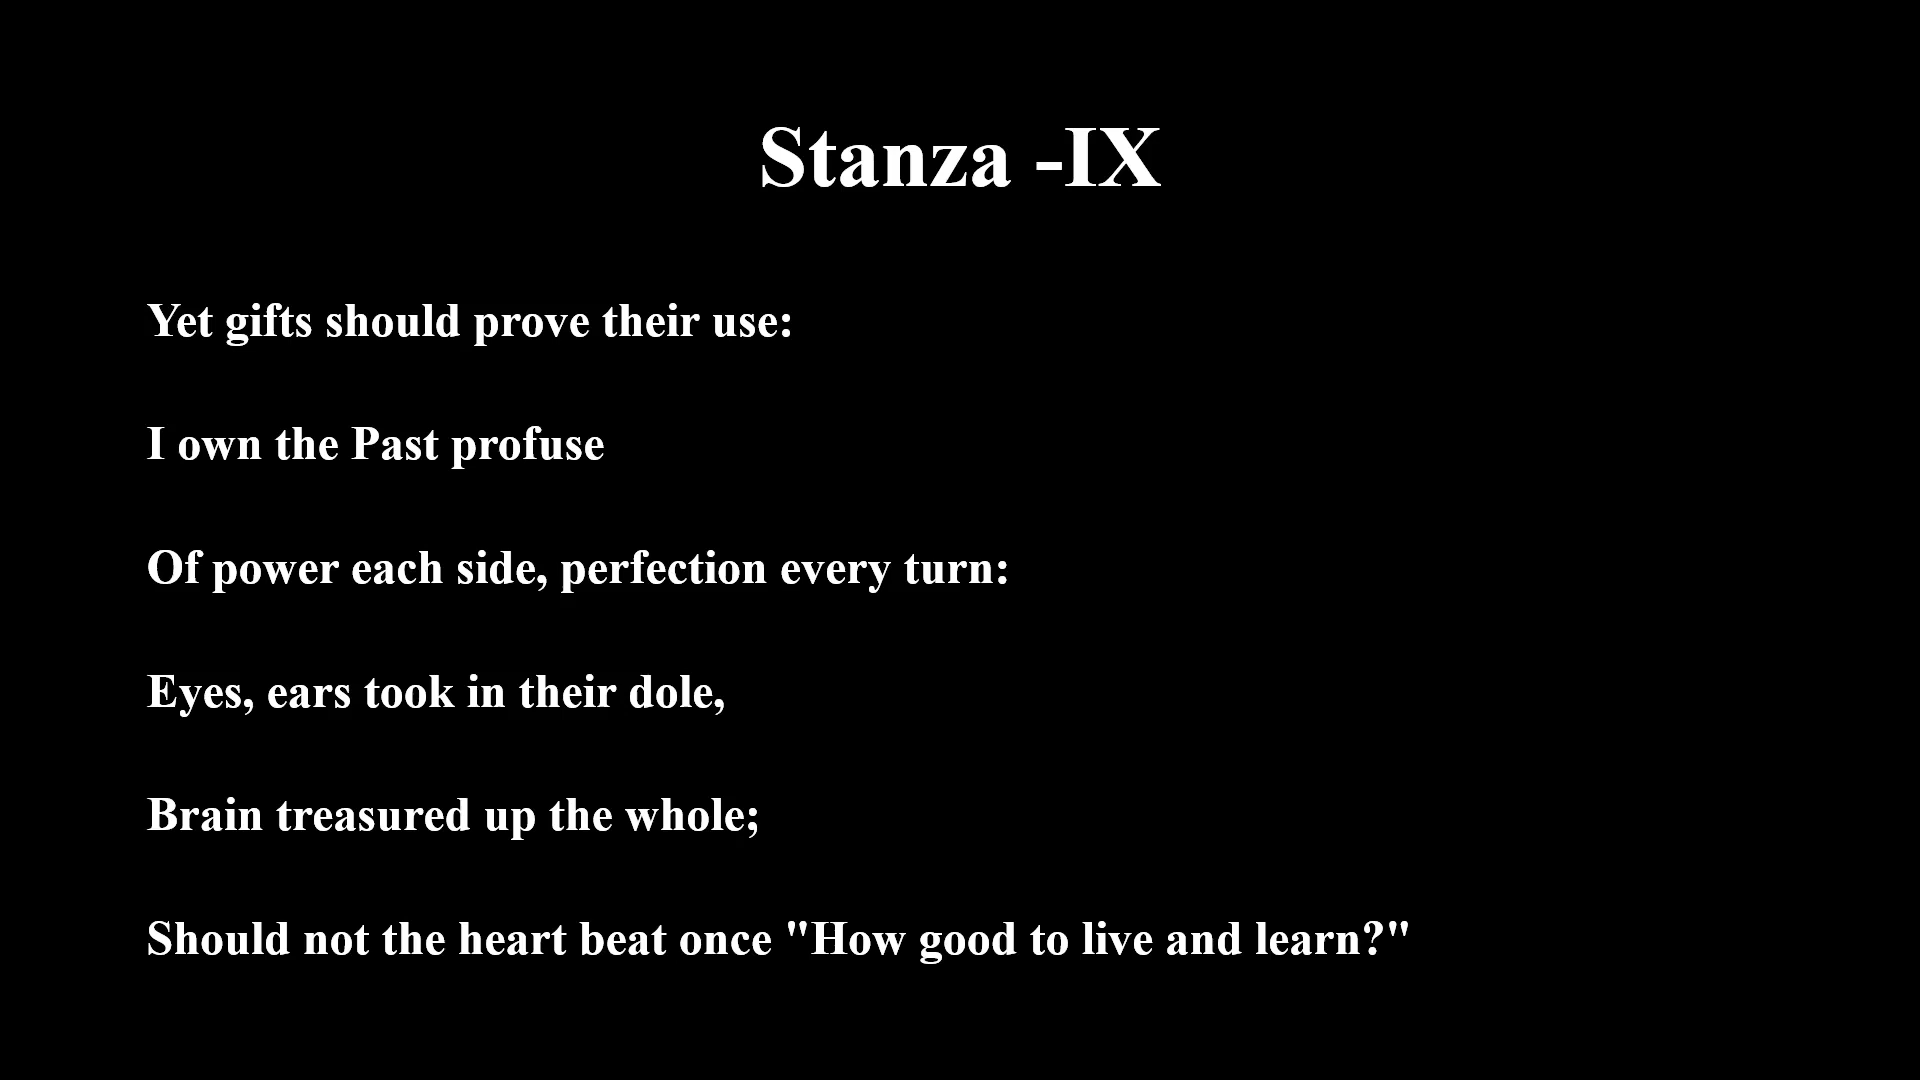 Stanza -IX
Yet gifts should prove their use:
I own the Past profuse
Of power each side, perfection every turn:
Eyes, ears took in their dole,
Brain treasured up the whole;
Should not the heart beat once "How good to live and learn?"